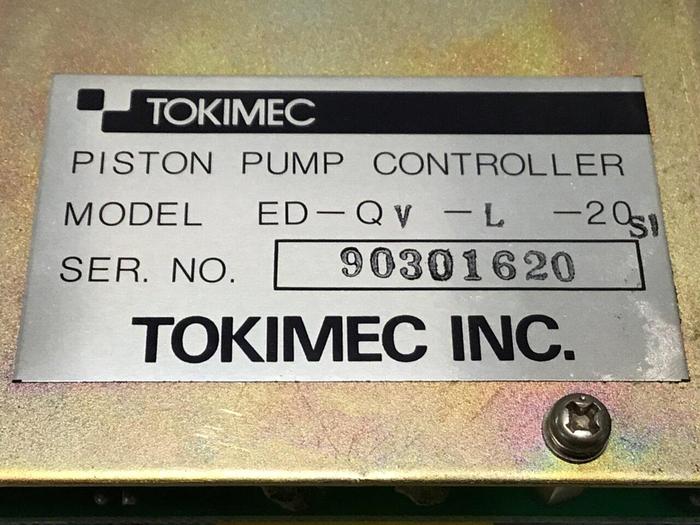 TOKIMEC
PISTON PUMP CONTROLLER
MODEL ED-QV-L-20SI
SER. NO. 90301620
TOKIMEC INC.